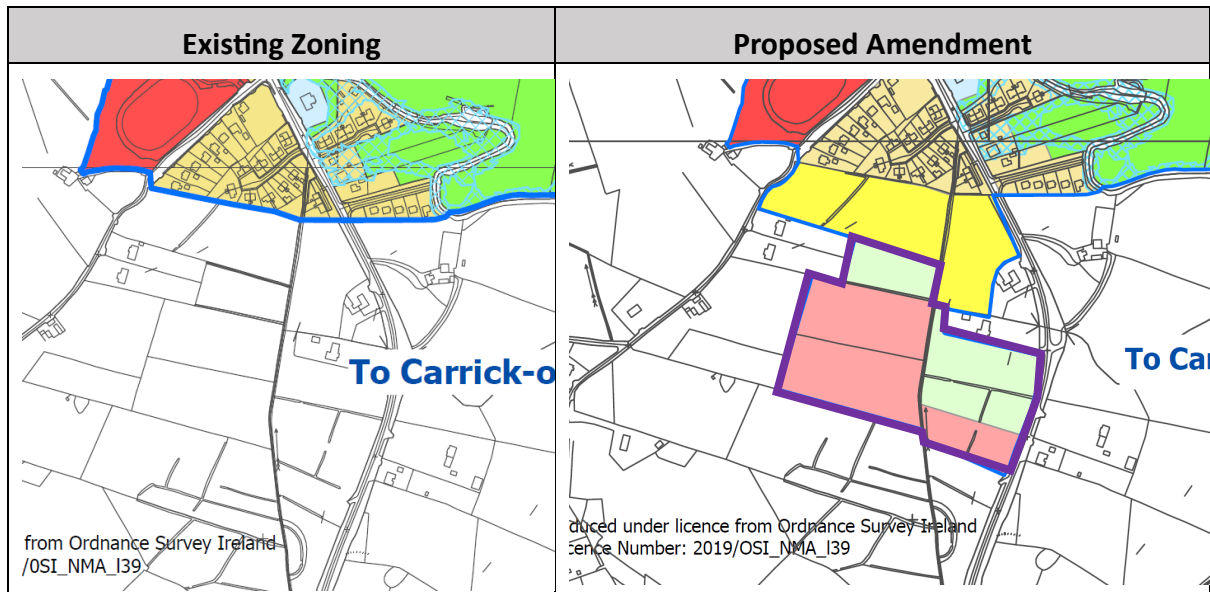 Existing Zoning
Proposed Amendment
To Carrick-o
from Ordnance Survey Ireland
/0SI_NMA_l39
To Car
duced under licence from Ordnance Survey Ireland
cence Number: 2019/OSI_NMA_l39